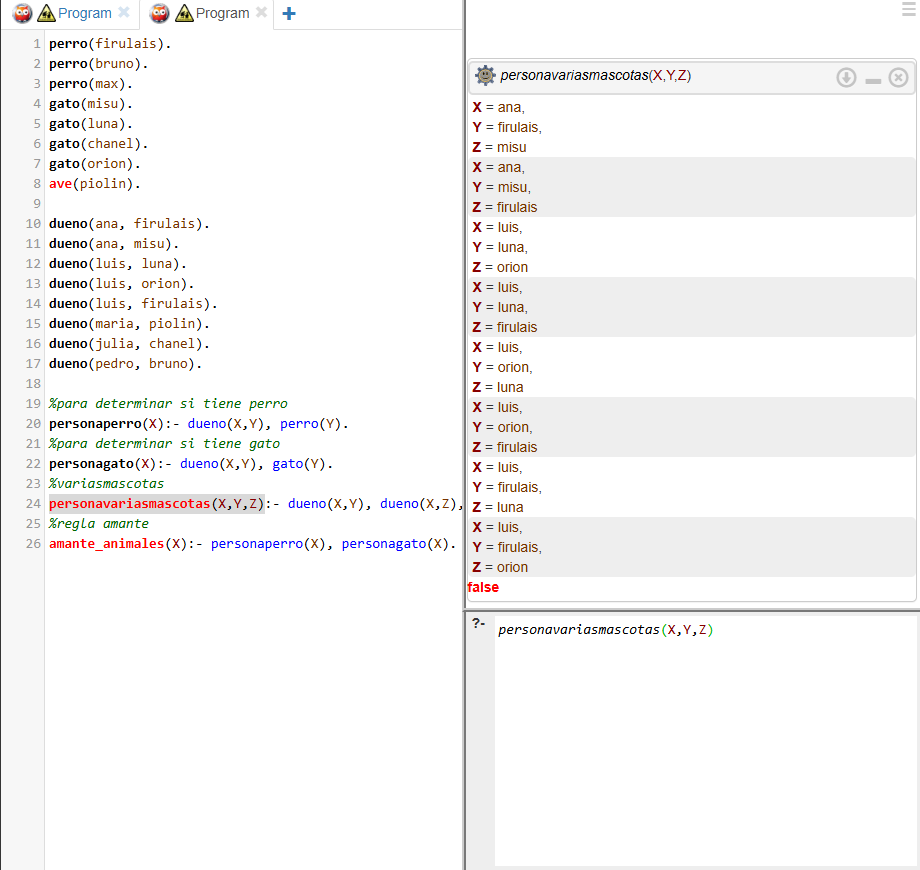 Program Program
1 perro(firulais).
2 perro(bruno).
3 perro(max).
4 gato(misu).
5 gato(luna).
6 gato(chanel).
7 gato(orion).
8 ave(piolin).
9
10 dueno(ana, firulais).
11 dueno(ana, misu).
12 dueno(luis, luna).
13 dueno(luis, orion).
14 dueno(luis, firulais).
15 dueno(maria, piolin).
16 dueno(julia, chanel).
17 dueno(pedro, bruno).
18
19 %para determinar si tiene perro
20 personaperro(X):- dueno(X,Y), perro(Y).
21 %para determinar si tiene gato
22 personagato(X):- dueno(X,Y), gato(Y).
23 %variasmascotas
24 personavariasmascotas(X,Y,Z):- dueno(X,Y), dueno(X,Z),
25 %regla amante
26 amante_animales(X):- personaperro(X), personagato(X).
personavariasmascotas(X,Y,Z)
X = ana,
Y = firulais,
Z = misu
X = ana,
Y = misu,
Z = firulais
X = luis,
Y = luna,
Z = orion
X = luis,
Y = luna,
Z = firulais
X = luis,
Y = orion,
Z = luna
X = luis,
Y = orion,
Z = firulais
X = luis,
Y = firulais,
Z = luna
X = luis,
Y = firulais,
Z = orion
false
?- personavariasmascotas(X,Y,Z)